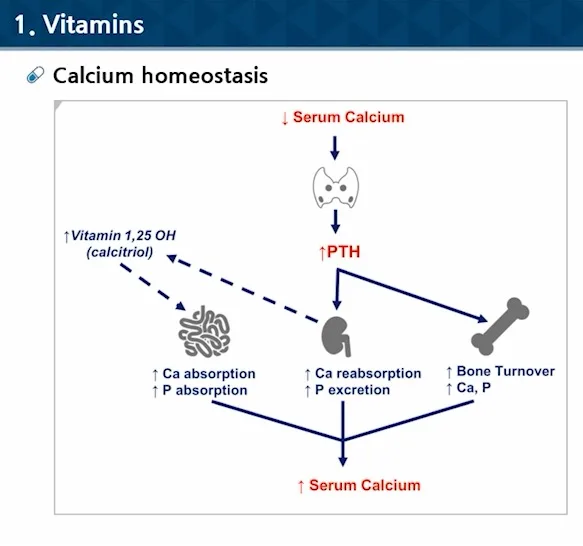 1. Vitamins
Calcium homeostasis
↓ Serum Calcium
↑Vitamin 1,25 OH
(calcitriol)
↑PTH
↑ Ca absorption
↑ P absorption
↑ Ca reabsorption
↑ P excretion
↑ Bone Turnover
↑ Ca, P
↑ Serum Calcium